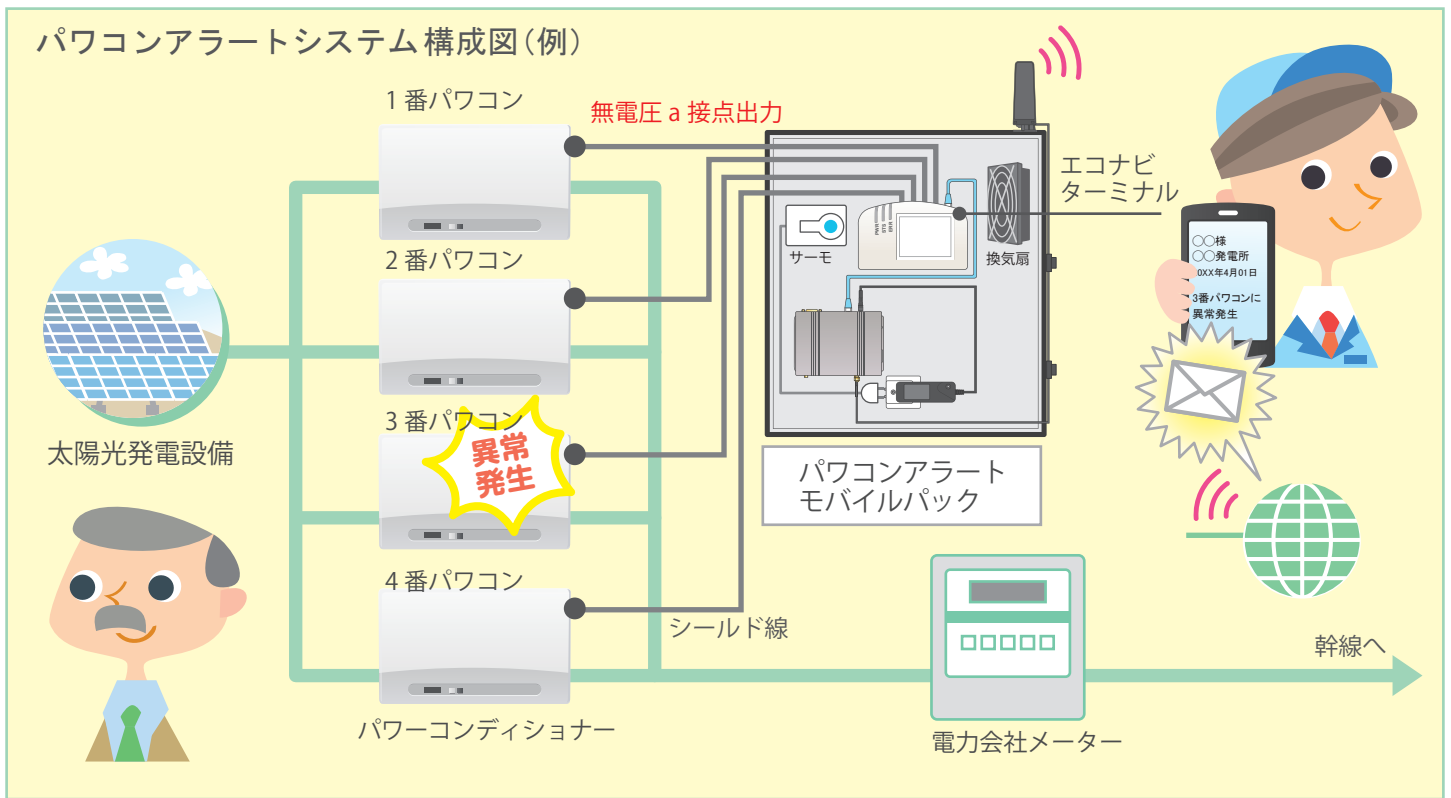 パワコンアラートシステム構成図（例）
1 番パワコン
無電圧 a 接点出力
エコナビ
ターミナル
PWR
STS
ERR
サーモ
換気扇
2 番パワコン
○○様
○○発電所
20XX年4月01日
3番パワコンに
異常発生
太陽光発電設備
3 番パワコン
異常
発生
パワコンアラート
モバイルパック
4 番パワコン
シールド線
幹線へ
パワーコンディショナー
電力会社メーター